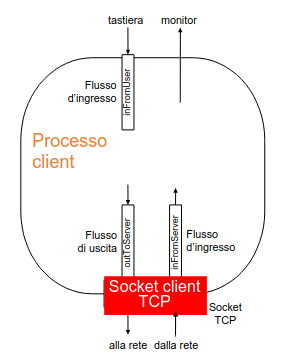 tastiera
monitor
Flusso
d'ingresso
inFromUser
Processo
client
Flusso
di uscita
outToServer
inFromServer
Flusso
d'ingresso
Socket client
TCP
Socket
TCP
alla rete
dalla rete